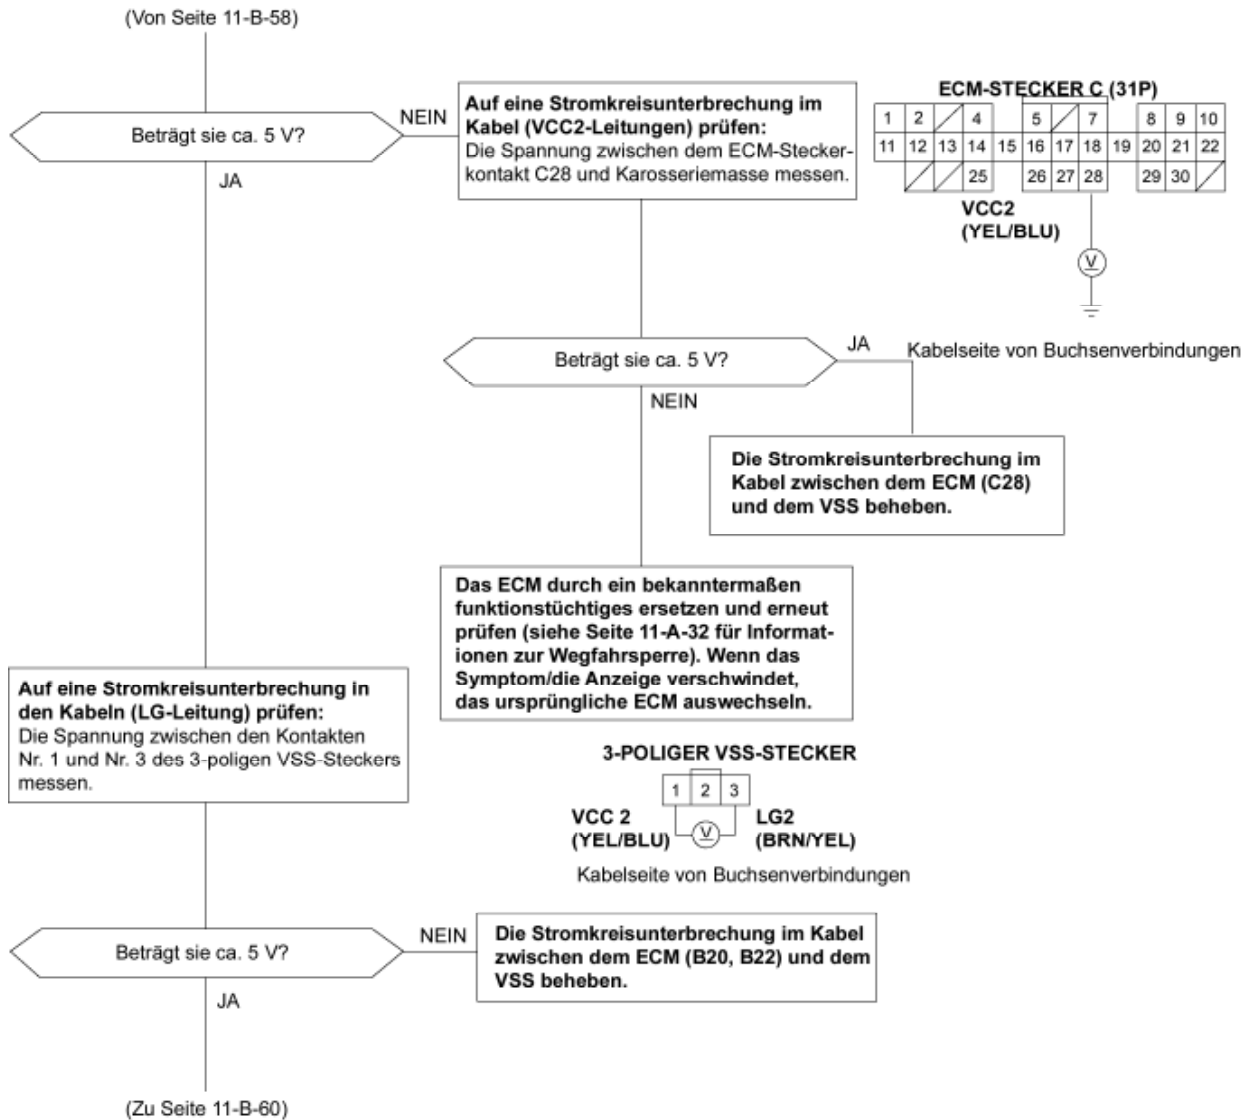 (Von Seite 11-B-58)
Beträgt sie ca. 5 V?
NEIN
JA
Auf eine Stromkreisunterbrechung im
Kabel (VCC2-Leitungen) prüfen:
Die Spannung zwischen dem ECM-Stecker-
kontakt C28 und Karosseriemasse messen.
ECM-STECKER C (31P)
1 2 4 5 7 8 9 10
11 12 13 14 15 16 17 18 19 20 21 22
25 26 27 28 29 30
VCC2
(YEL/BLU)
V
Kabelseite von Buchsenverbindungen
Beträgt sie ca. 5 V?
JA
NEIN
Die Stromkreisunterbrechung im
Kabel zwischen dem ECM (C28)
und dem VSS beheben.
Das ECM durch ein bekanntermaßen
funktionstüchtiges ersetzen und erneut
prüfen (siehe Seite 11-A-32 für Informat-
ionen zur Wegfahrsperre). Wenn das
Symptom/die Anzeige verschwindet,
das ursprüngliche ECM auswechseln.
Auf eine Stromkreisunterbrechung in
den Kabeln (LG-Leitung) prüfen:
Die Spannung zwischen den Kontakten
Nr. 1 und Nr. 3 des 3-poligen VSS-Steckers
messen.
3-POLIGER VSS-STECKER
1 2 3
VCC 2
(YEL/BLU)
V
LG2
(BRN/YEL)
Kabelseite von Buchsenverbindungen
Beträgt sie ca. 5 V?
NEIN
JA
Die Stromkreisunterbrechung im Kabel
zwischen dem ECM (B20, B22) und dem
VSS beheben.
(Zu Seite 11-B-60)